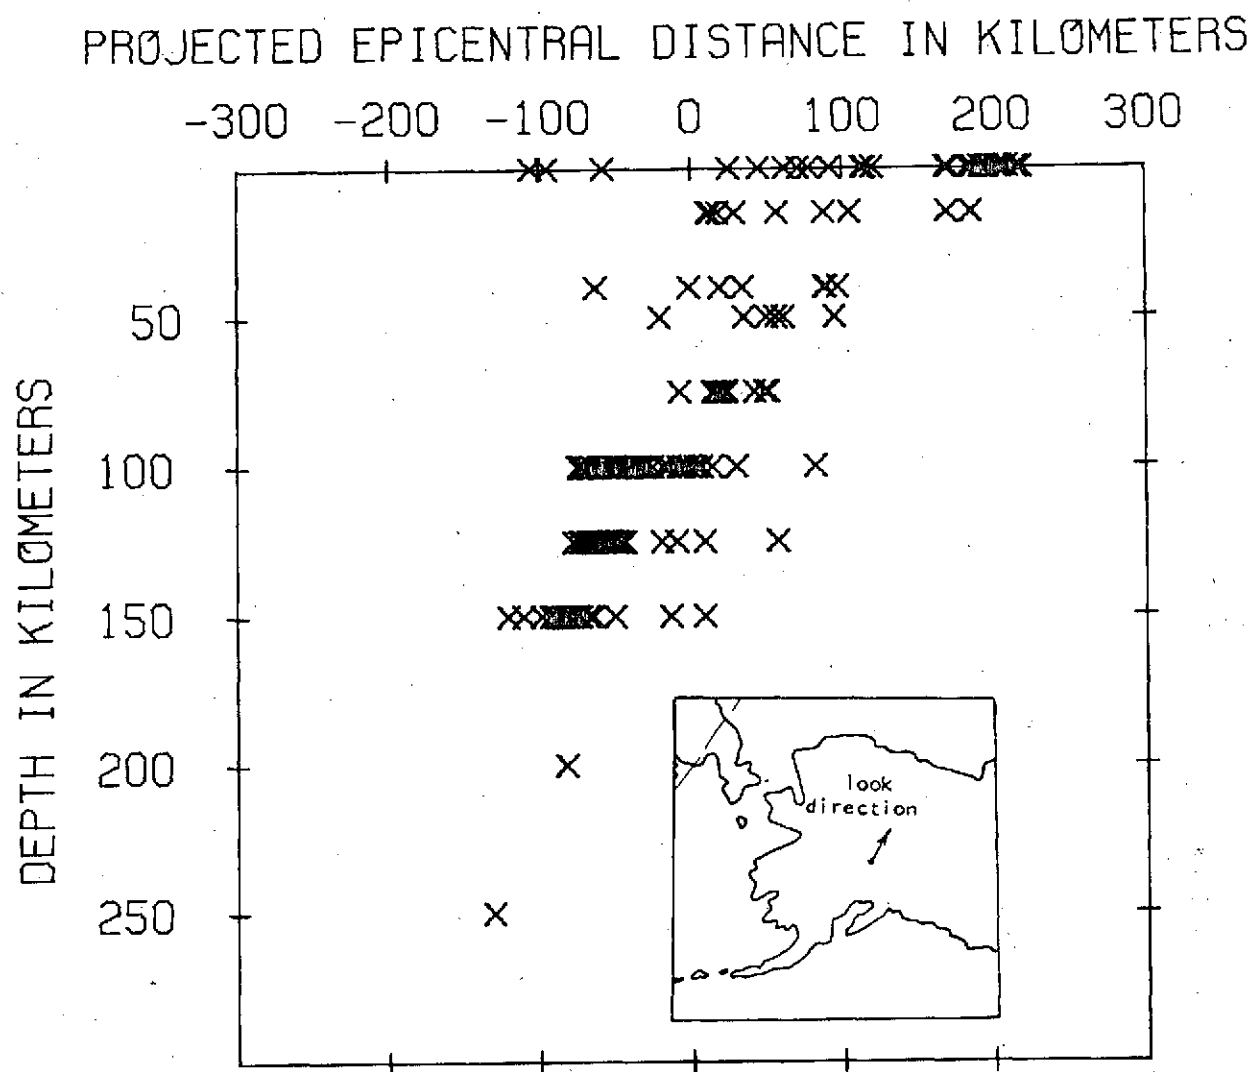 PRØJECTED EPICENTRAL DISTANCE IN KILØMETERS
-300 -200 -100 0 100 200 300
50
100
150
200
250
DEPTH IN KILØMETERS
look
direction